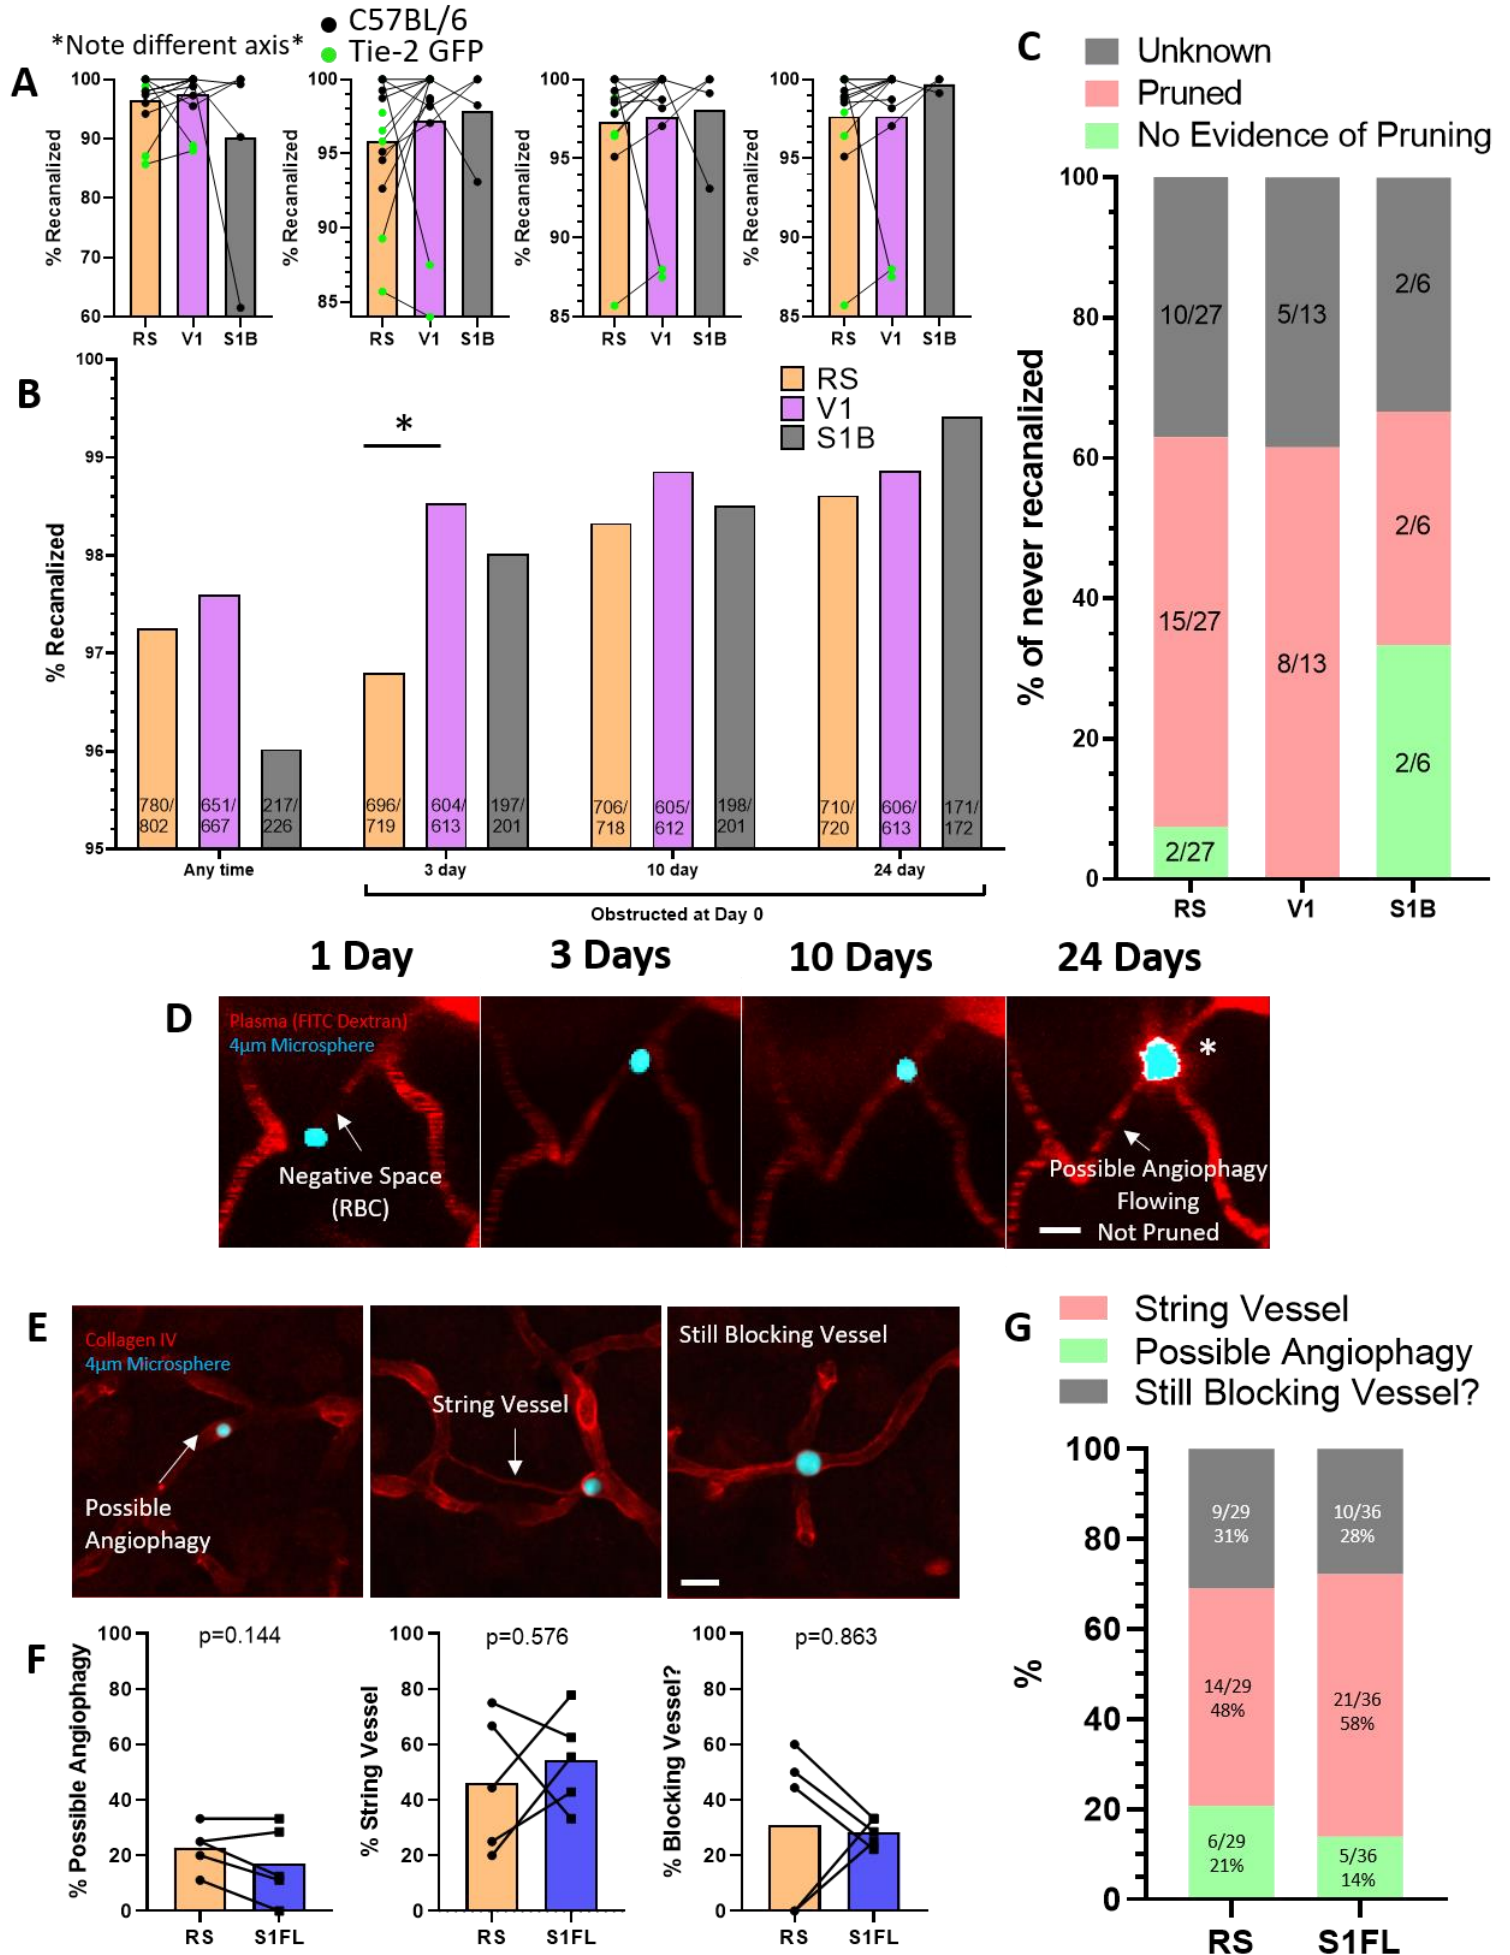 *Note different axis*
C57BL/6
Tie-2 GFP
A
% Recanalized
100
90
80
70
60
RS V1 S1B
% Recanalized
100
95
90
85
RS V1 S1B
% Recanalized
100
95
90
85
RS V1 S1B
% Recanalized
100
95
90
85
RS V1 S1B
B
RS
V1
S1B
% Recanalized
100
99
98
97
96
95
*
780/
802
651/
667
217/
226
696/
719
604/
613
197/
201
706/
718
605/
612
198/
201
710/
720
606/
613
171/
172
Any time
3 day
10 day
24 day
Obstructed at Day 0
C
Unknown
Pruned
No Evidence of Pruning
% of never recanalized
100
80
60
40
20
0
10/27
15/27
2/27
5/13
8/13
2/6
2/6
2/6
RS V1 S1B
1 Day
3 Days
10 Days
24 Days
D
Plasma (FITC Dextran)
4µm Microsphere
Negative Space
(RBC)
*
Possible Angiophagy
Flowing
Not Pruned
E
Collagen IV
4µm Microsphere
Possible
Angiophagy
String Vessel
Still Blocking Vessel
F
% Possible Angiophagy
p=0.144
100
80
60
40
20
0
RS S1FL
% String Vessel
p=0.576
100
80
60
40
20
0
RS S1FL
% Blocking Vessel?
p=0.863
100
80
60
40
20
0
RS S1FL
G
String Vessel
Possible Angiophagy
Still Blocking Vessel?
%
100
80
60
40
20
0
9/29
31%
14/29
48%
6/29
21%
10/36
28%
21/36
58%
5/36
14%
RS S1FL